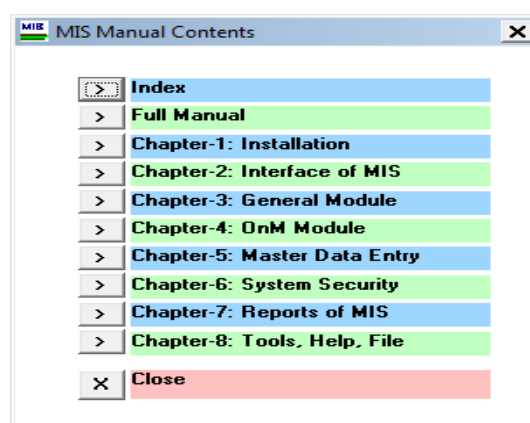 MIS
MIS Manual Contents
> Index
> Full Manual
> Chapter-1: Installation
> Chapter-2: Interface of MIS
> Chapter-3: General Module
> Chapter-4: OnM Module
> Chapter-5: Master Data Entry
> Chapter-6: System Security
> Chapter-7: Reports of MIS
> Chapter-8: Tools, Help, File
X Close